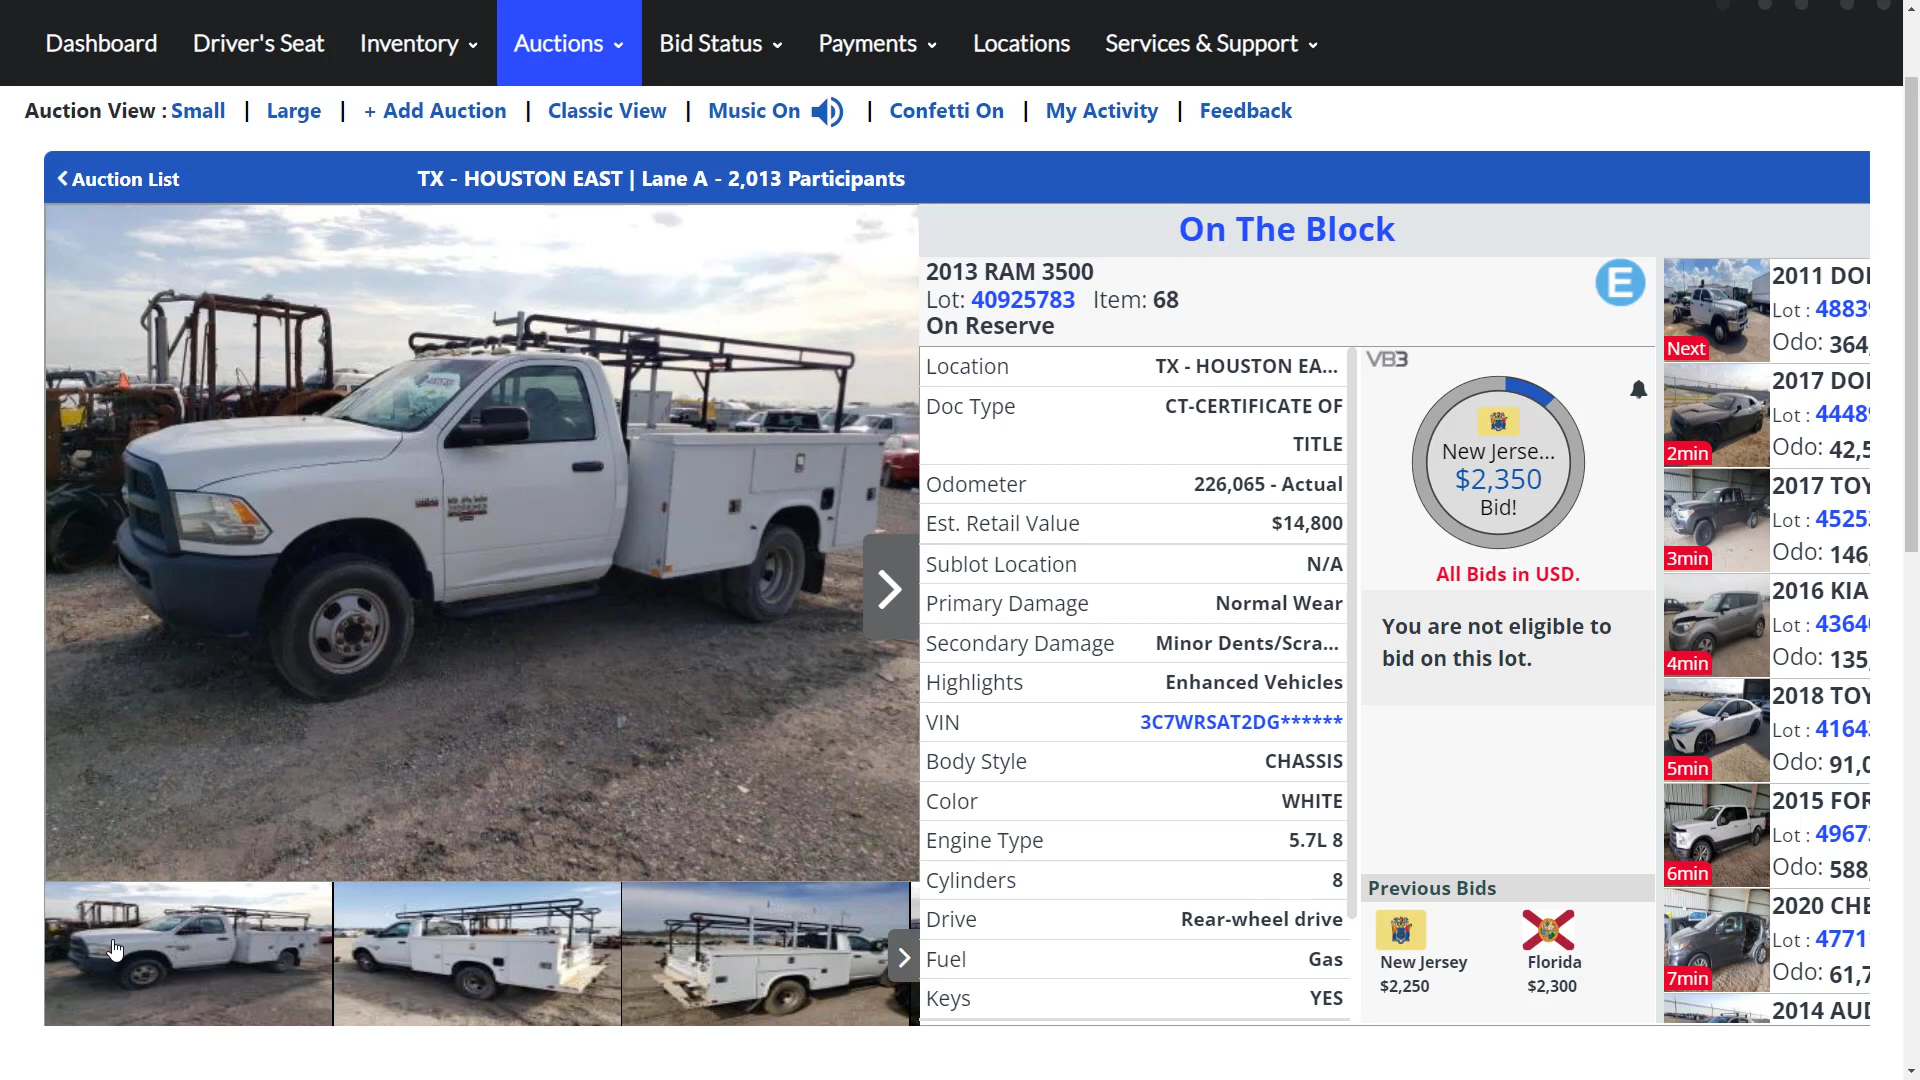 Dashboard
Driver's Seat
Inventory
Auctions
Bid Status
Payments
Locations
Services & Support
Auction View : Small | Large | + Add Auction | Classic View | Music On | Confetti On | My Activity | Feedback
Auction List
TX - HOUSTON EAST | Lane A - 2,013 Participants
On The Block
2013 RAM 3500
Lot: 40925783 Item: 68
On Reserve
E
Location TX - HOUSTON EA...
Doc Type CT-CERTIFICATE OF
TITLE
Odometer 226,065 - Actual
Est. Retail Value $14,800
Sublot Location N/A
Primary Damage Normal Wear
Secondary Damage Minor Dents/Scra...
Highlights Enhanced Vehicles
VIN 3C7WRSAT2DG******
Body Style CHASSIS
Color WHITE
Engine Type 5.7L 8
Cylinders 8
Drive Rear-wheel drive
Fuel Gas
Keys YES
VB3
New Jerse...
$2,350
Bid!
All Bids in USD.
You are not eligible to
bid on this lot.
Previous Bids
New Jersey
$2,250
Florida
$2,300
2011 DO
Lot : 4883
Odo: 364,
Next
2017 DO
Lot : 4448
Odo: 42,5
2min
2017 TOY
Lot : 4525
Odo: 146,
3min
2016 KIA
Lot : 4364
Odo: 135,
4min
2018 TOY
Lot : 4164
Odo: 91,0
5min
2015 FOR
Lot : 4967
Odo: 588,
6min
2020 CHE
Lot : 4771
Odo: 61,7
7min
2014 AUD